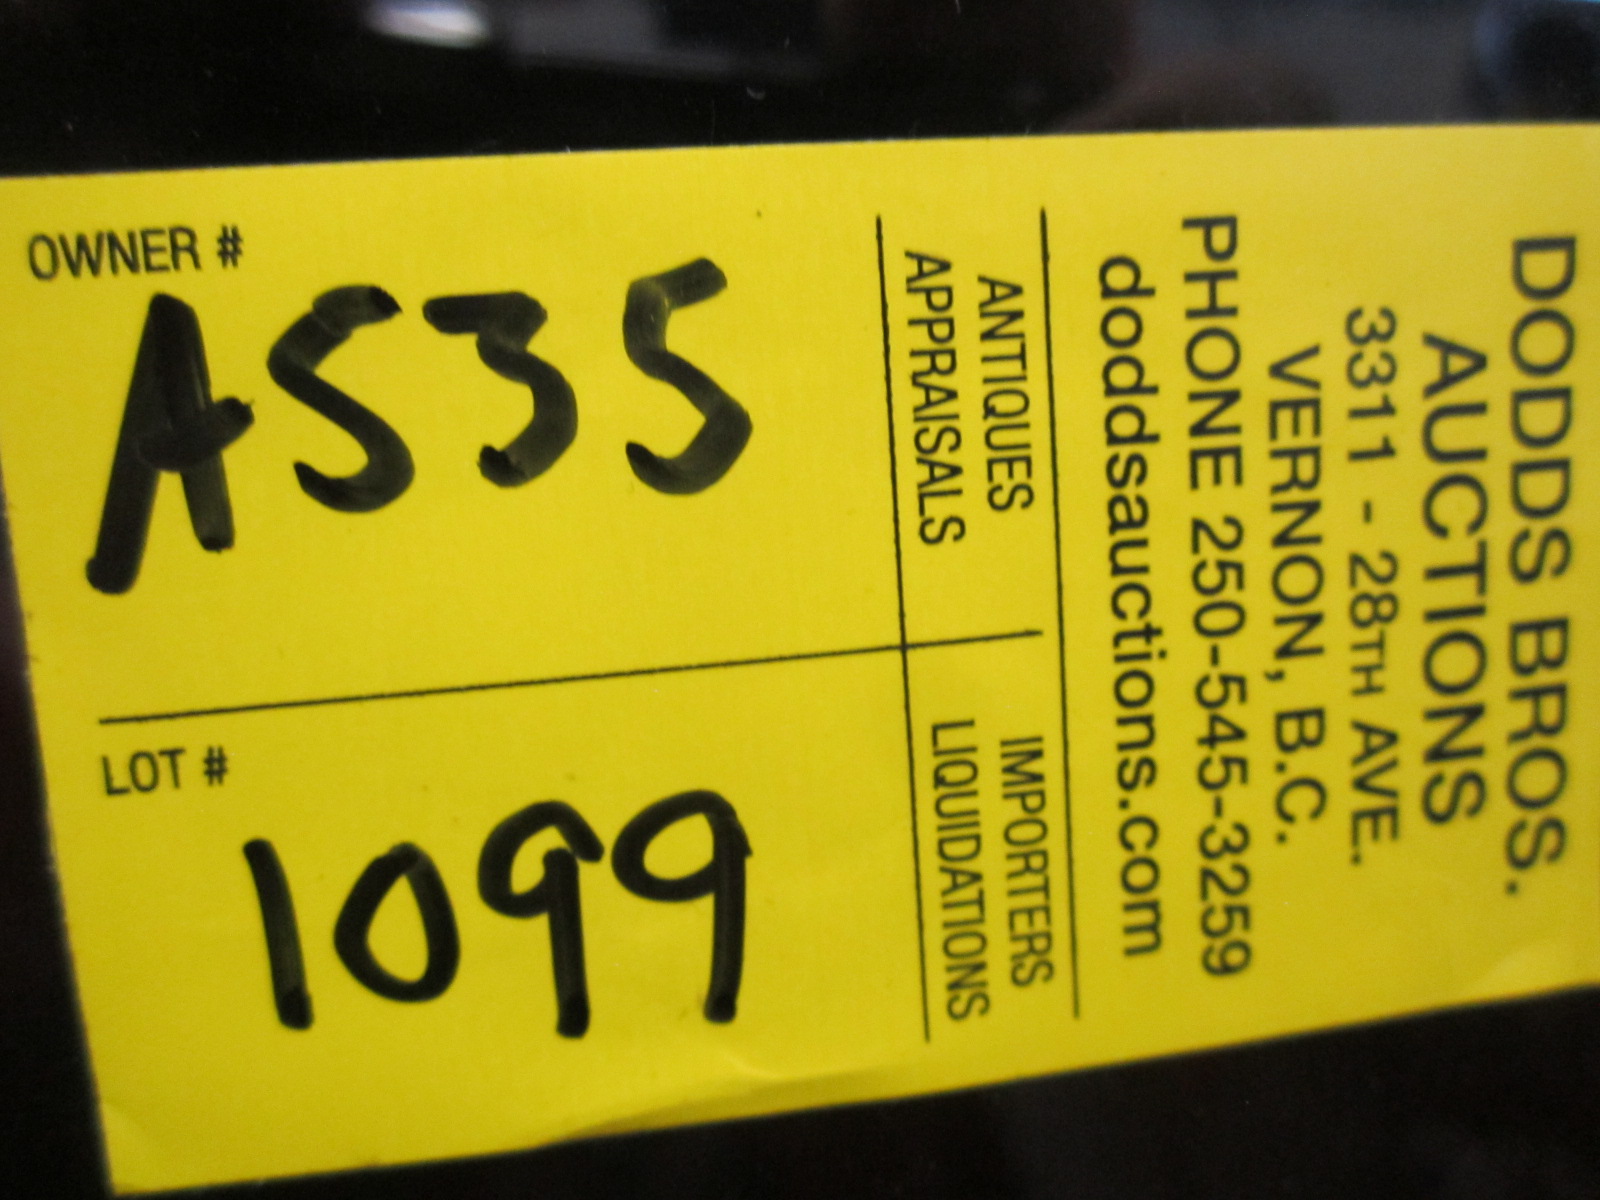 DODDS BROS.
AUCTIONS
3311 - 28TH AVE.
VERNON, B.C.
PHONE 250-545-3259
doddsauctions.com
ANTIQUES
APPRAISALS
IMPORTERS
LIQUIDATIONS
OWNER #
A535
LOT #
1099